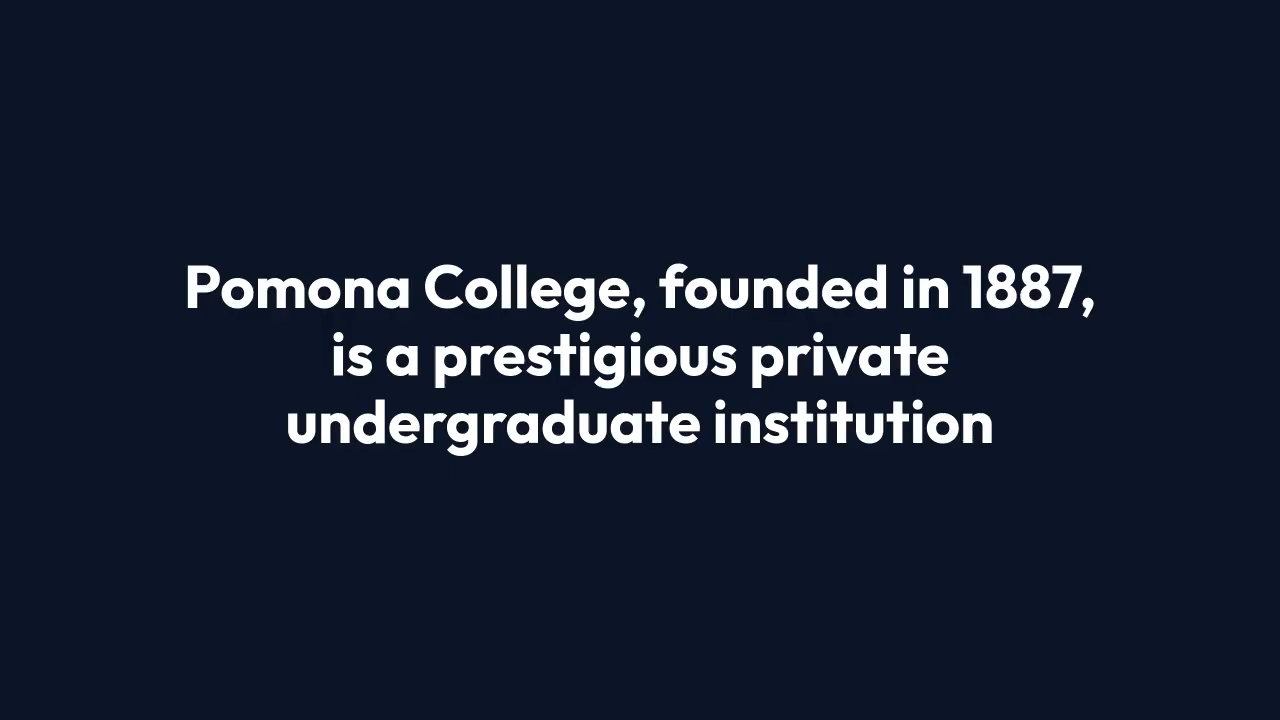 Pomona College, founded in 1887,
is a prestigious private
undergraduate institution